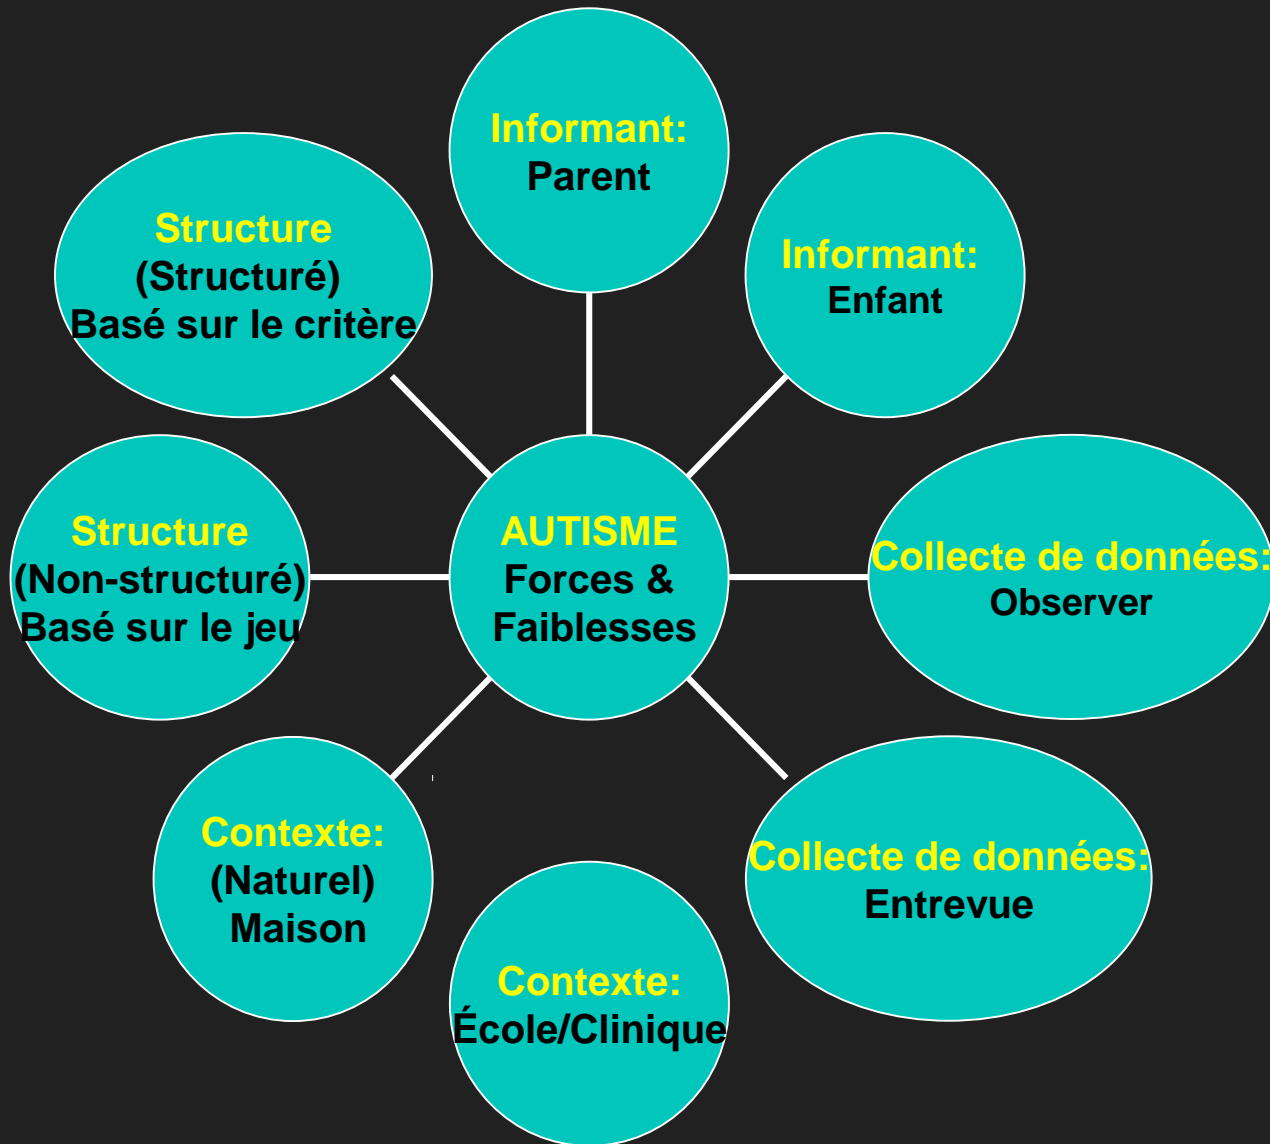 Informant:
Parent
Informant:
Enfant
Collecte de données:
Observer
Collecte de données:
Entrevue
Contexte:
École/Clinique
Contexte:
(Naturel)
Maison
Structure
(Non-structuré)
Basé sur le jeu
Structure
(Structuré)
Basé sur le critère
AUTISME
Forces &
Faiblesses